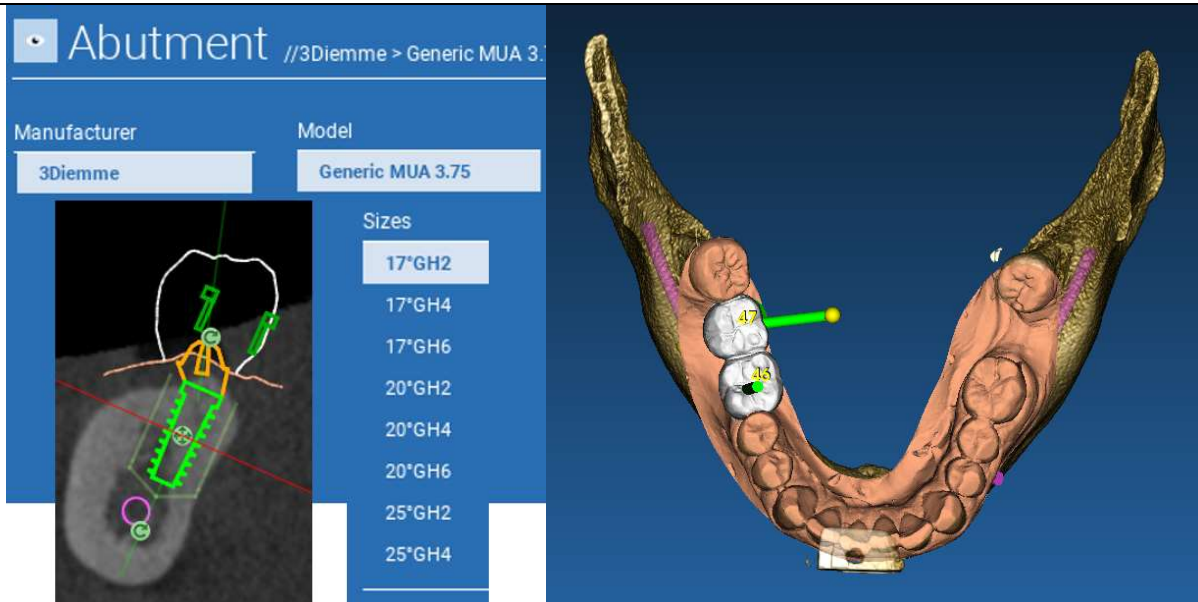 Abutment //3Diemme > Generic MUA 3.
Manufacturer
Model
3Diemme
Generic MUA 3.75
Sizes
17°GH2
17°GH4
17°GH6
20°GH2
20°GH4
20°GH6
25°GH2
25°GH4
47
46